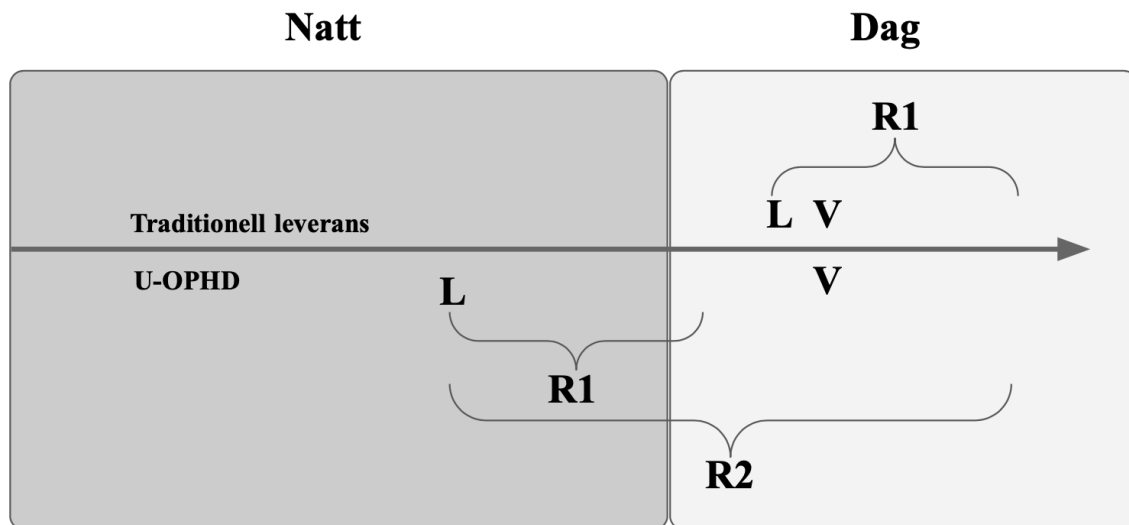 Natt Dag
R1
Traditionell leverans L V
U-OPHD V
L
R1
R2